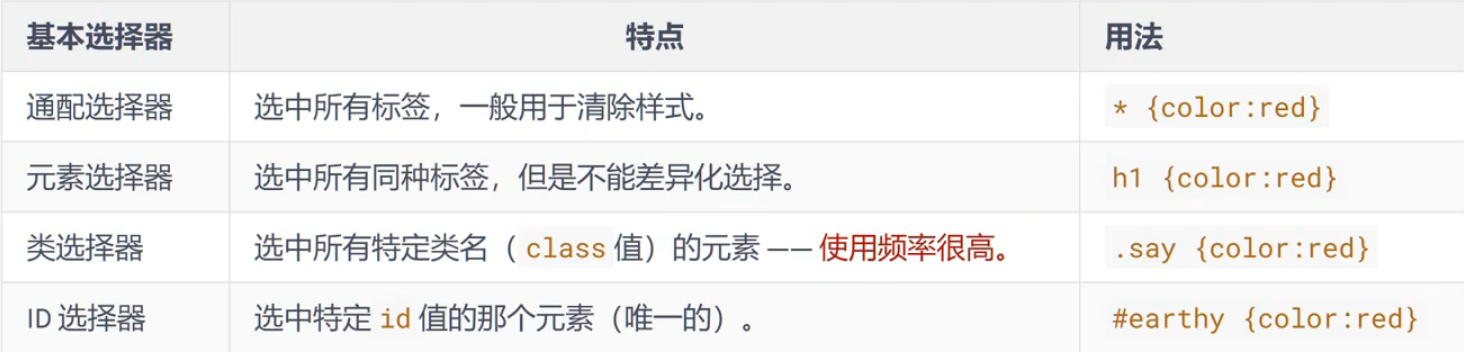 基本选择器 特点 用法
通配选择器 选中所有标签，一般用于清除样式。 * {color:red}
元素选择器 选中所有同种标签，但是不能差异化选择。 h1 {color:red}
类选择器 选中所有特定类名（ class 值）的元素 —— 使用频率很高。 .say {color:red}
ID 选择器 选中特定 id 值的那个元素（唯一的）。 #earthy {color:red}